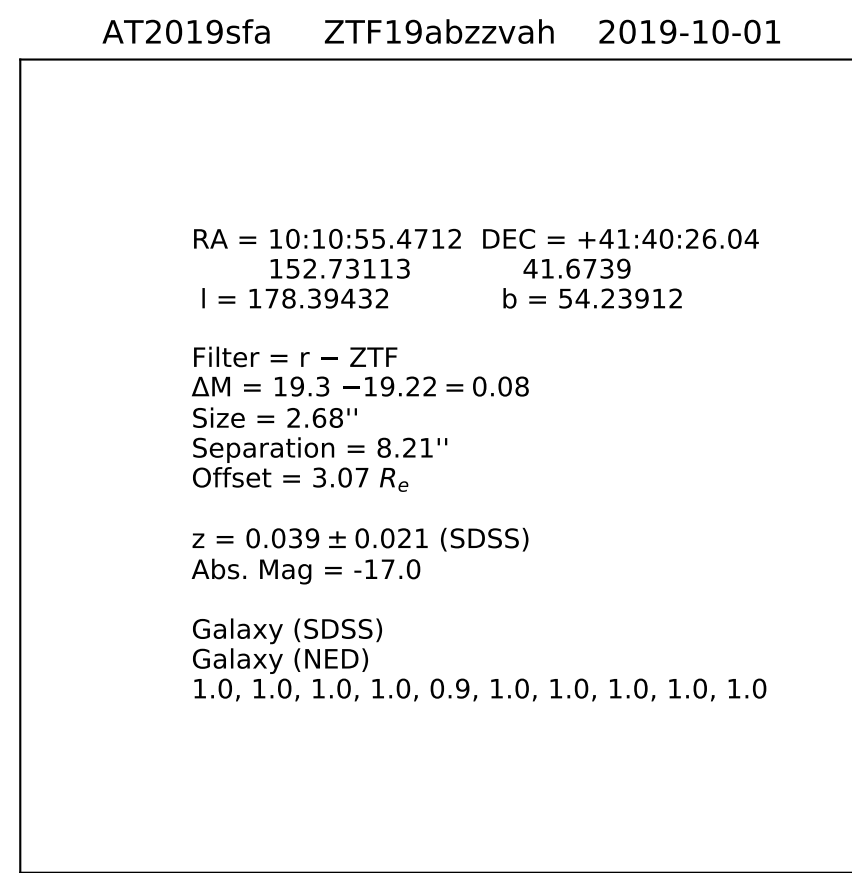 AT2019sfa ZTF19abzzvah 2019-10-01
RA = 10:10:55.4712 DEC = +41:40:26.04
152.73113 41.6739
l = 178.39432 b = 54.23912
Filter = r − ZTF
ΔM = 19.3 −19.22 = 0.08
Size = 2.68''
Separation = 8.21''
Offset = 3.07 Rₑ
z = 0.039 ± 0.021 (SDSS)
Abs. Mag = -17.0
Galaxy (SDSS)
Galaxy (NED)
1.0, 1.0, 1.0, 1.0, 0.9, 1.0, 1.0, 1.0, 1.0, 1.0